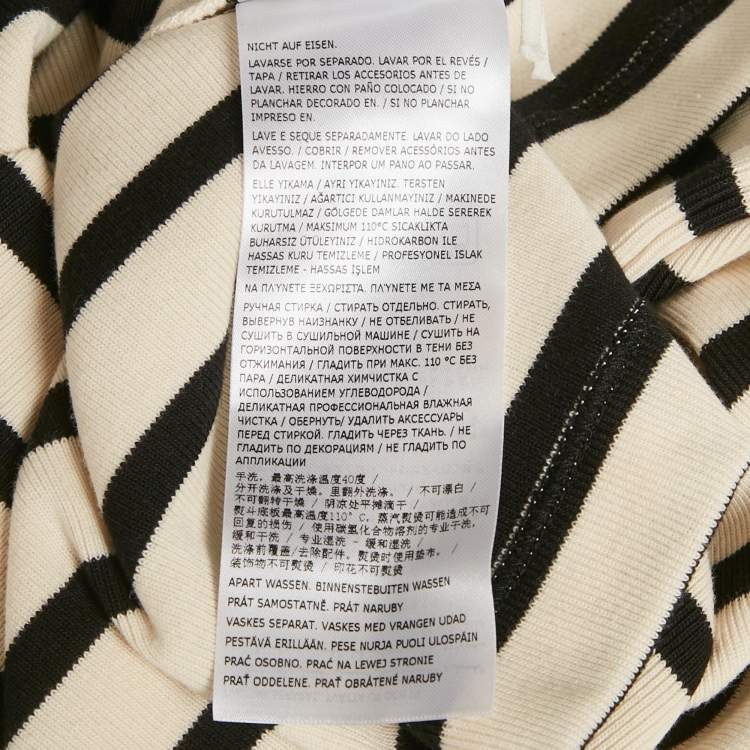 NICHT AUF EISEN.
LAVARSE POR SEPARADO. LAVAR POR EL REVÉS /
TAPA / RETIRAR LOS ACCESORIOS ANTES DE
LAVAR. HIERRO CON PAÑO COLOCADO / SI NO
PLANCHAR DECORADO EN. / SI NO PLANCHAR
IMPRESO EN.
LAVE E SEQUE SEPARADAMENTE. LAVAR DO LADO
AVESSO. / COBRIR / REMOVER ACESSÓRIOS ANTES
DA LAVAGEM. INTERPOR UM PANO AO PASSAR.
ELLE YIKAMA / AYRI YIKAYINIZ. TERSTEN
YIKAYINIZ / AĞARTICI KULLANMAYINIZ / MAKINEDE
KURUTULMAZ / GÖLGEDE DAMLAR HALDE SEREREK
KURUTMA / MAKSIMUM 110°C SICAKLIKTA
BUHARSIZ ÜTÜLEYINIZ / HIDROKARBON ILE
HASSAS KURU TEMIZLEME / PROFESYONEL ISLAK
TEMIZLEME - HASSAS IŞLEM
ΝΑ ΠΛΥΝΕΤΕ ΞΕΧΩΡΙΣΤΑ. ΠΛΎΝΕΤΕ ΜΕ ΤΑ ΜΕΣΑ
РУЧНАЯ СТИРКА / СТИРАТЬ ОТДЕЛЬНО. СТИРАТЬ,
ВЫВЕРНУВ НАИЗНАНКУ / НЕ ОТБЕЛИВАТЬ / НЕ
СУШИТЬ В СУШИЛЬНОЙ МАШИНЕ / СУШИТЬ НА
ГОРИЗОНТАЛЬНОЙ ПОВЕРХНОСТИ В ТЕНИ БЕЗ
ОТЖИМАНИЯ / ГЛАДИТЬ ПРИ МАКС. 110 °C БЕЗ
ПАРА / ДЕЛИКАТНАЯ ХИМЧИСТКА С
ИСПОЛЬЗОВАНИЕМ УГЛЕВОДОРОДА /
ДЕЛИКАТНАЯ ПРОФЕССИОНАЛЬНАЯ ВЛАЖНАЯ
ЧИСТКА / ОБЕРНУТЬ/ УДАЛИТЬ АКСЕССУАРЫ
ПЕРЕД СТИРКОЙ. ГЛАДИТЬ ЧЕРЕЗ ТКАНЬ. / НЕ
ГЛАДИТЬ ПО ДЕКОРАЦИЯМ / НЕ ГЛАДИТЬ ПО
АППЛИКАЦИИ
手洗，最高洗涤温度40度 /
分开洗涤及干燥。里翻外洗涤。 / 不可漂白 /
不可翻转干燥 / 阴凉处平摊滴干 /
熨斗底板最高温度110° C，蒸汽熨烫可能造成不可
回复的损伤 / 使用碳氢化合物溶剂的专业干洗，
缓和干洗 / 专业湿洗 - 缓和湿洗 /
洗涤前覆盖/去除配件。熨烫时使用垫布。 /
装饰物不可熨烫 / 印花不可熨烫
APART WASSEN. BINNENSTEBUITEN WASSEN
PRÁT SAMOSTATNĚ. PRÁT NARUBY
VASKES SEPARAT. VASKES MED VRANGEN UDAD
PESTÄVÄ ERILLÄÄN. PESE NURJA PUOLI ULOSPÄIN
PRAĆ OSOBNO. PRAĆ NA LEWEJ STRONIE
PRAŤ ODDELENE. PRAŤ OBRÁTENÉ NARUBY